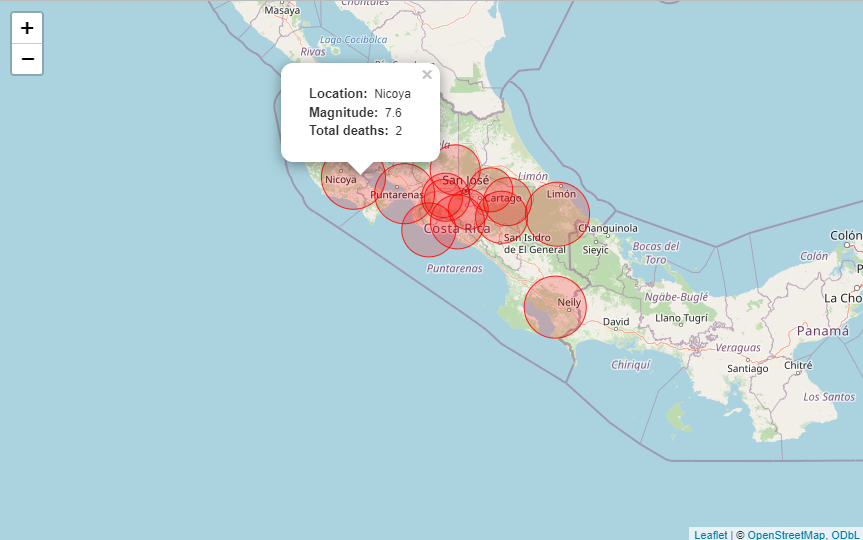 +
−
Masaya
Chontales
Lago Cocibolca
Rivas
×
Location: Nicoya
Magnitude: 7.6
Total deaths: 2
Nicoya
Puntarenas
San José
Cartago
Limón
Limón
Costa Rica
San Isidro
de El General
Changuinola
Sieyic
Bocas del
Toro
Puntarenas
Neily
David
Ngäbe-Buglé
Llano Tugrí
Chiriquí
Veraguas
Santiago
Chitré
Los Santos
Colón
Colón
La Cho
Panamá
Leaflet | © OpenStreetMap, ODbL